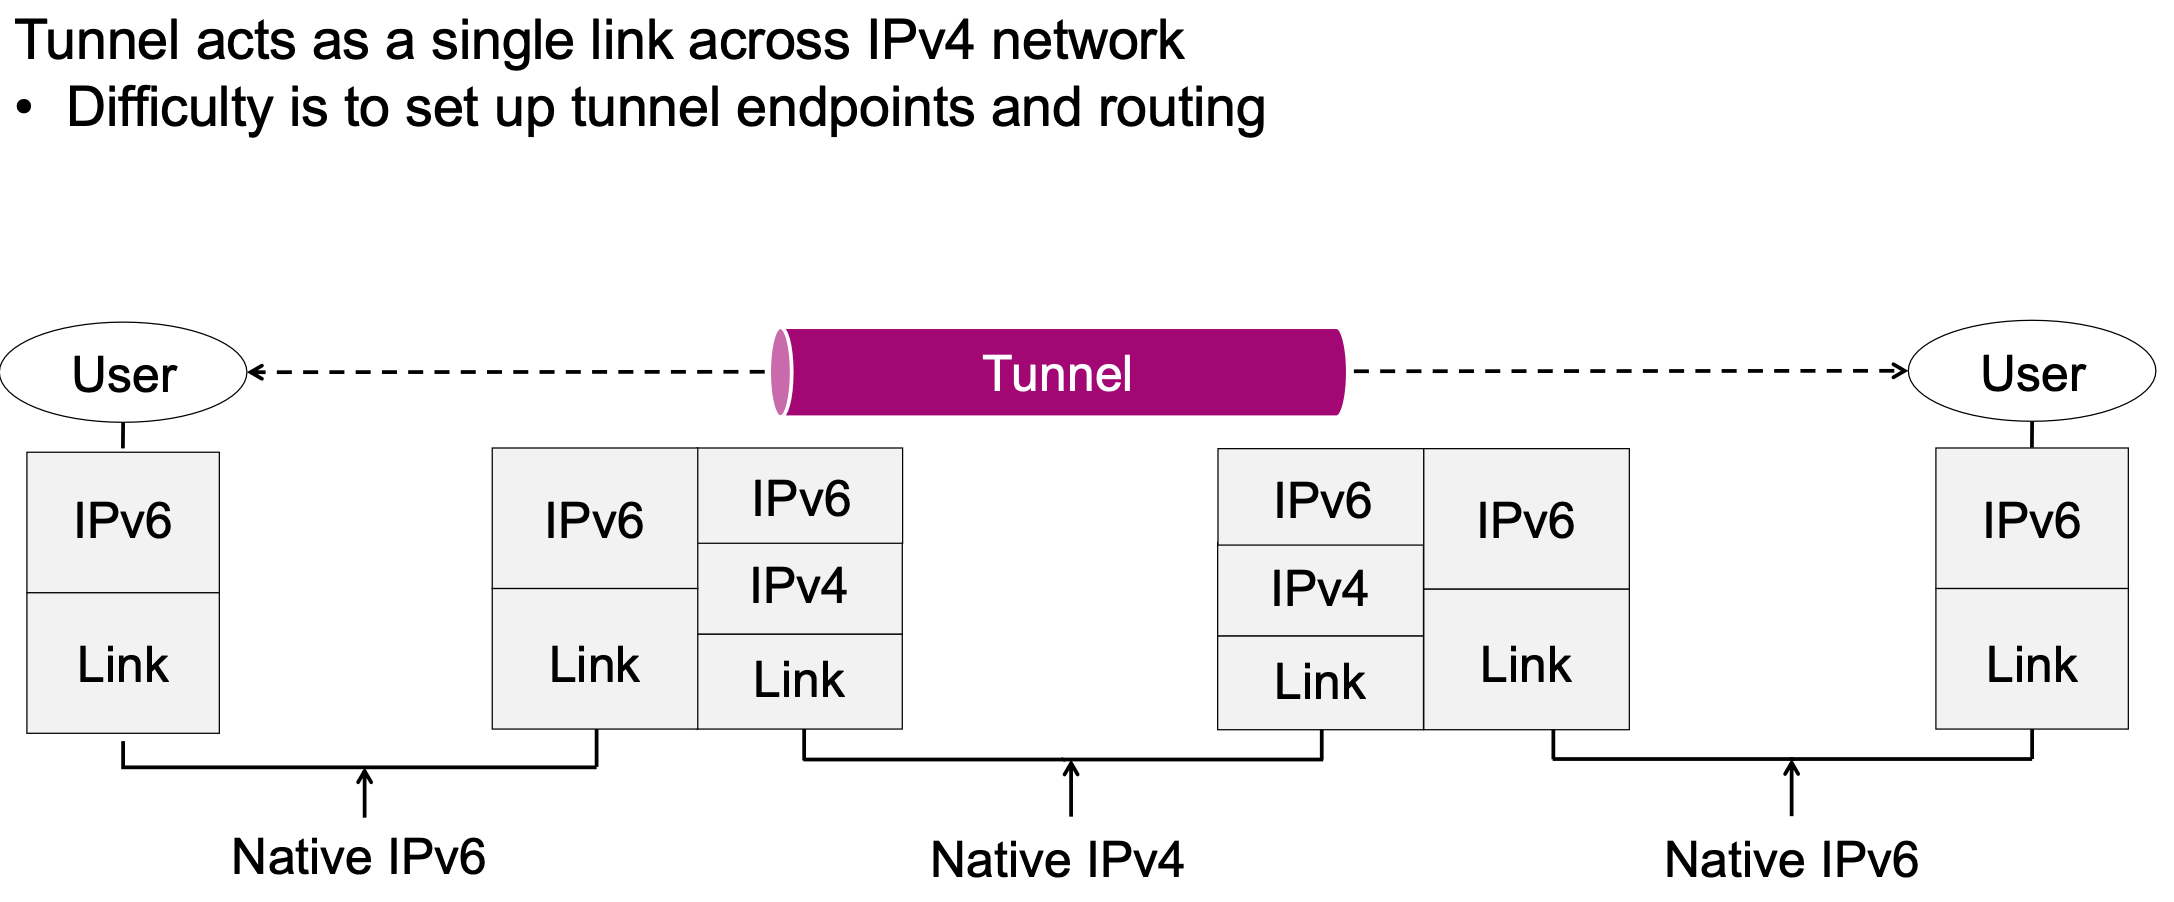 Tunnel acts as a single link across IPv4 network
• Difficulty is to set up tunnel endpoints and routing
User
Tunnel
User
IPv6
Link
IPv6
Link
IPv6
IPv4
Link
IPv6
IPv4
Link
IPv6
Link
IPv6
Link
Native IPv6
Native IPv4
Native IPv6